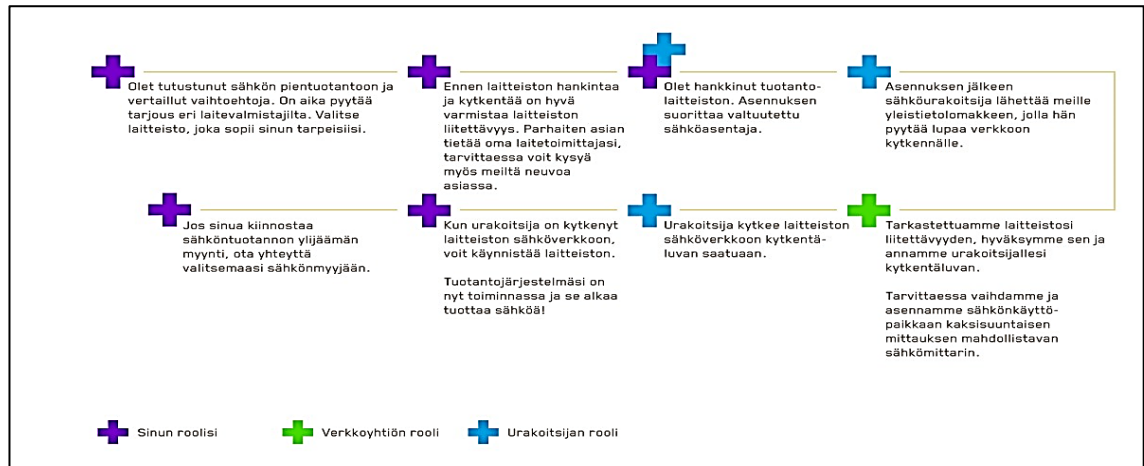 Olet tutustunut sähkön pientuotantoon ja
vertaillut vaihtoehtoja. On aika pyytää
tarjous eri laitevalmistajilta. Valitse
laitteisto, joka sopii sinun tarpeisiisi.
Ennen laitteiston hankintaa
ja kytkentää on hyvä
varmistaa laitteiston
liitettävyys. Parhaiten asian
tietää oma laitetoimittajasi,
tarvittaessa voit kysyä
myös meiltä neuvoa
asiassa.
Olet hankkinut tuotanto-
laitteiston. Asennuksen
suorittaa valtuutettu
sähköasentaja.
Asennuksen jälkeen
sähköurakoitsija lähettää meille
yleistietolomakkeen, jolla hän
pyytää lupaa verkkoon
kytkennälle.
Jos sinua kiinnostaa
sähköntuotannon ylijäämän
myynti, ota yhteyttä
valitsemaasi sähkönmyyjään.
Kun urakoitsija on kytkenyt
laitteiston sähköverkkoon,
voit käynnistää laitteiston.
Tuotantojärjestelmäsi on
nyt toiminnassa ja se alkaa
tuottaa sähköä!
Urakoitsija kytkee laitteiston
sähköverkkoon kytkentä-
luvan saatuaan.
Tarkastettuamme laitteistosi
liitettävyyden, hyväksymme sen ja
annamme urakoitsijallesi
kytkentäluvan.
Tarvittaessa vaihdamme ja
asennamme sähkönkäyttö-
paikkaan kaksisuuntaisen
mittauksen mahdollistavan
sähkömittarin.
Sinun roolisi
Verkkoyhtiön rooli
Urakoitsijan rooli